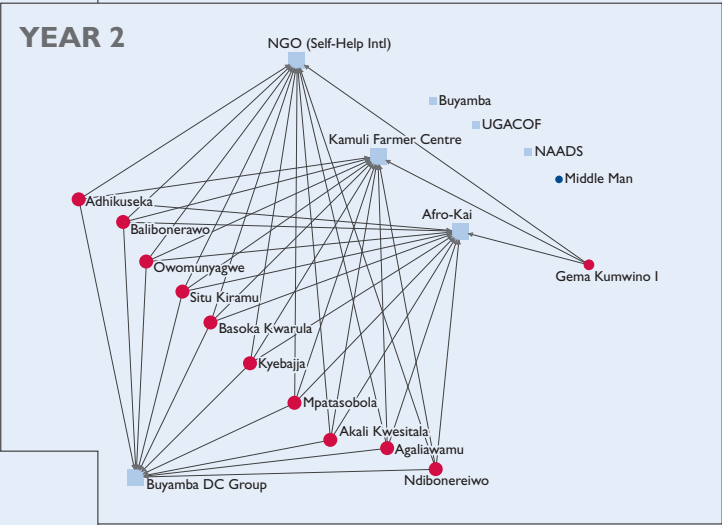 YEAR 2
NGO (Self-Help Intl)
Buyamba
UGACOF
Kamuli Farmer Centre
NAADS
Middle Man
Adhikuseka
Afro-Kai
Balibonerawo
Owomunyagwe
Gema Kumwino I
Situ Kiramu
Basoka Kwarula
Kyebajja
Mpatasobola
Akali Kwesitala
Agaliawamu
Ndibonereiwo
Buyamba DC Group